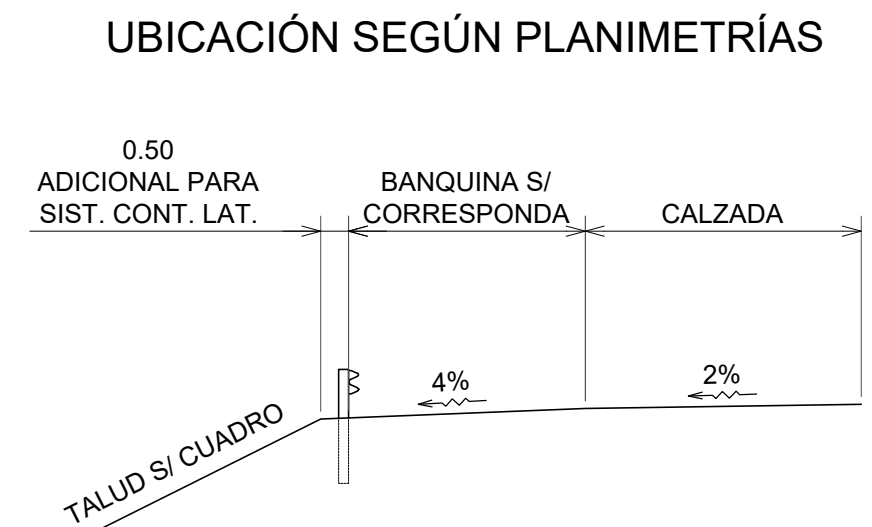 UBICACIÓN SEGÚN PLANIMETRÍAS
0.50
ADICIONAL PARA
SIST. CONT. LAT.
BANQUINA S/
CORRESPONDA
CALZADA
4%
2%
TALUD S/ CUADRO